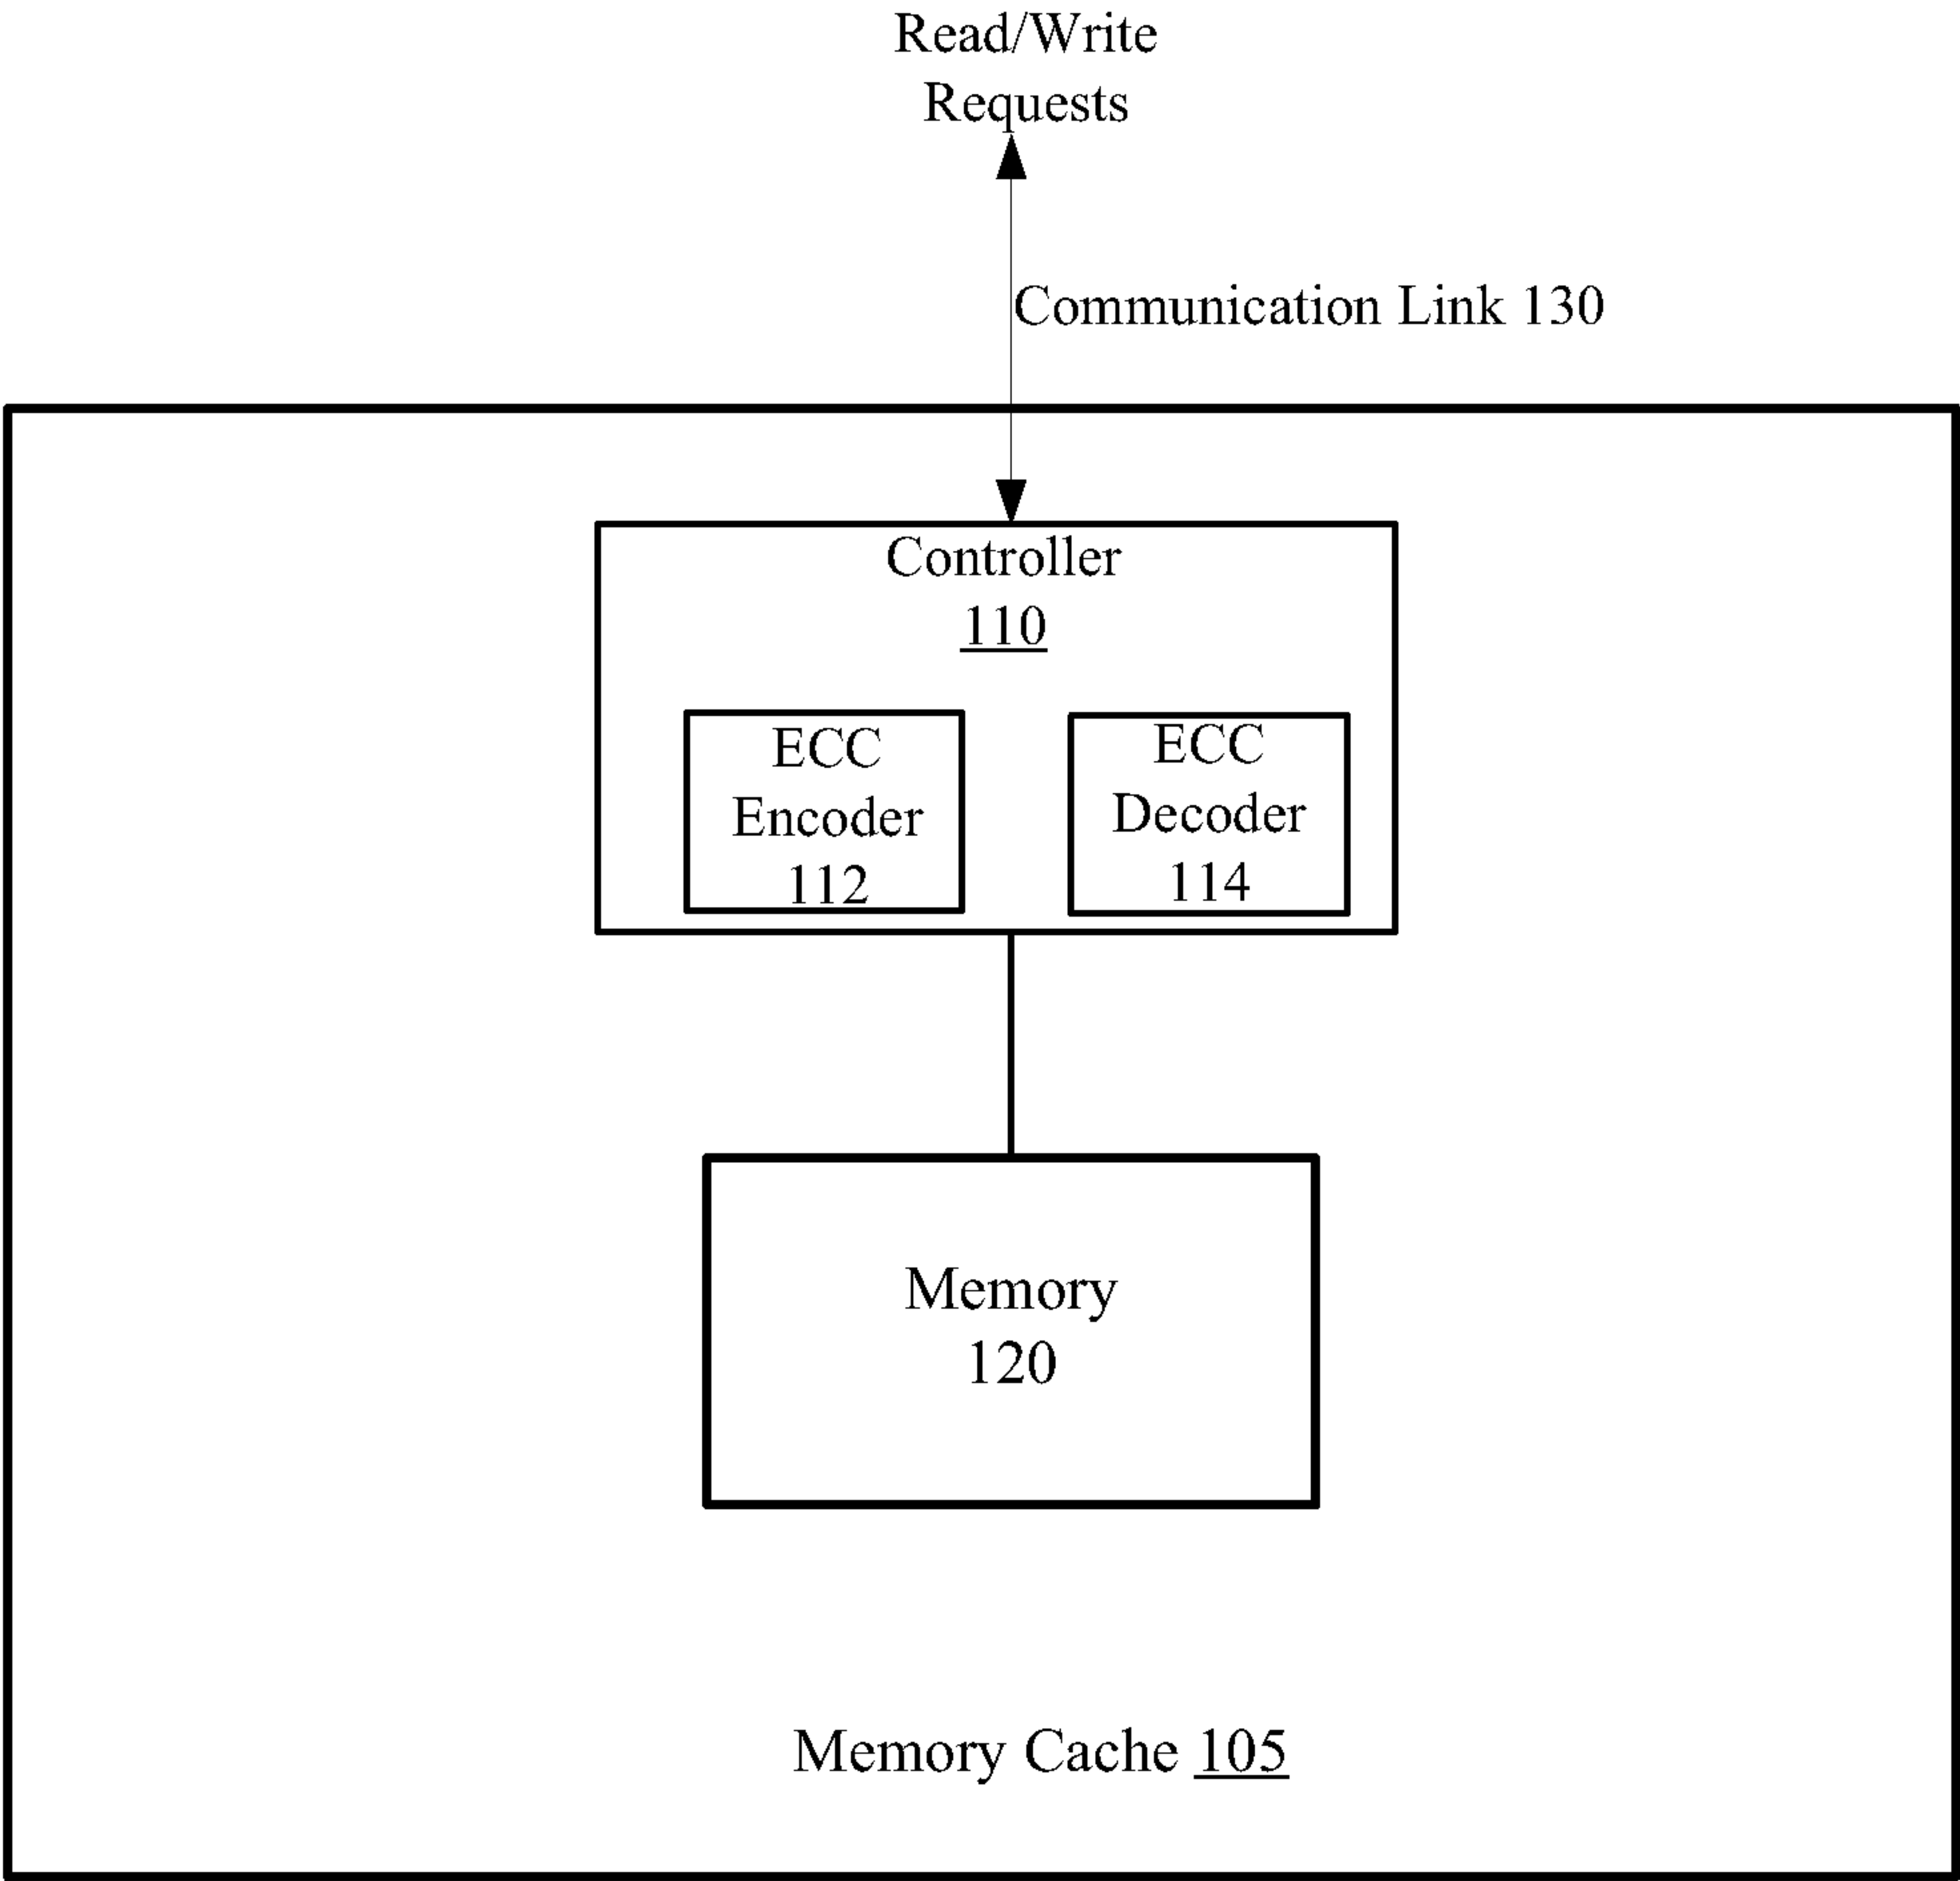 Read/Write
Requests
Communication Link 130
Controller
110
ECC
Encoder
112
ECC
Decoder
114
Memory
120
Memory Cache 105